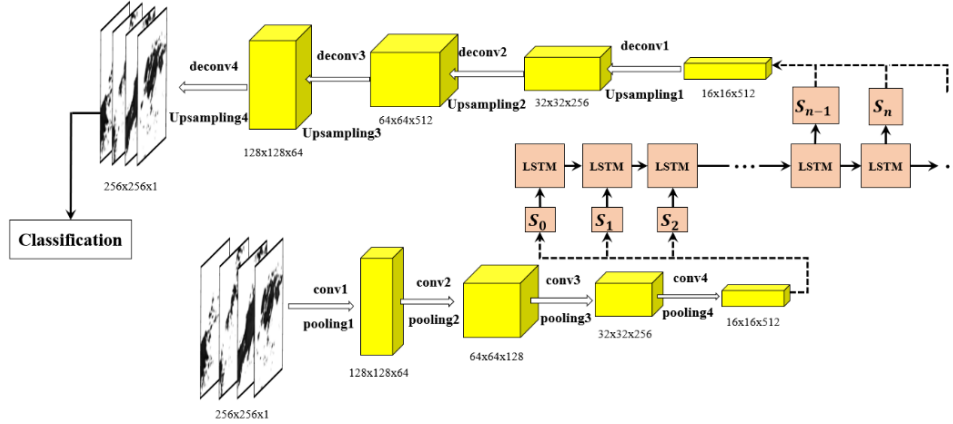 deconv4
deconv3
deconv2
deconv1
Upsampling4
Upsampling3
Upsampling2
Upsampling1
256x256x1
128x128x64
64x64x512
32x32x256
16x16x512
Classification
S_{n-1}
S_n
LSTM
LSTM
LSTM
...
LSTM
LSTM
.
S_0
S_1
S_2
conv1
conv2
conv3
conv4
pooling1
pooling2
pooling3
pooling4
256x256x1
128x128x64
64x64x128
32x32x256
16x16x512